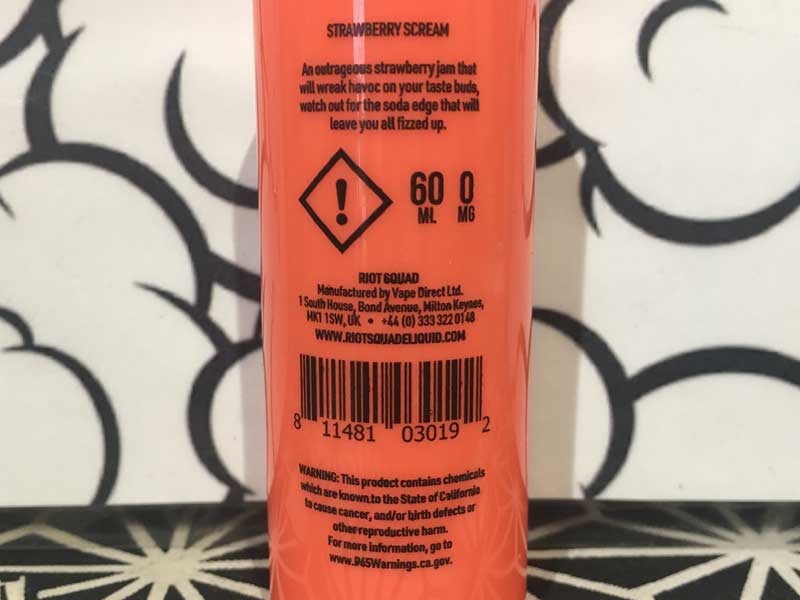 STRAWBERRY SCREAM
An outrageous strawberry jam that
will wreak havoc on your taste buds,
watch out for the soda edge that will
leave you all fizzed up.
!
60 0
ML MG
RIOT SQUAD
Manufactured by Vape Direct Ltd.
1 South House, Bond Avenue, Milton Keynes,
MK1 1SW, UK • +44 (0) 333 322 0148
WWW.RIOTSQUADELIQUID.COM
8 11481 03019 2
WARNING: This product contains chemicals
which are known to the State of California
to cause cancer, and/or birth defects or
other reproductive harm.
For more information, go to
www.P65Warnings.ca.gov.